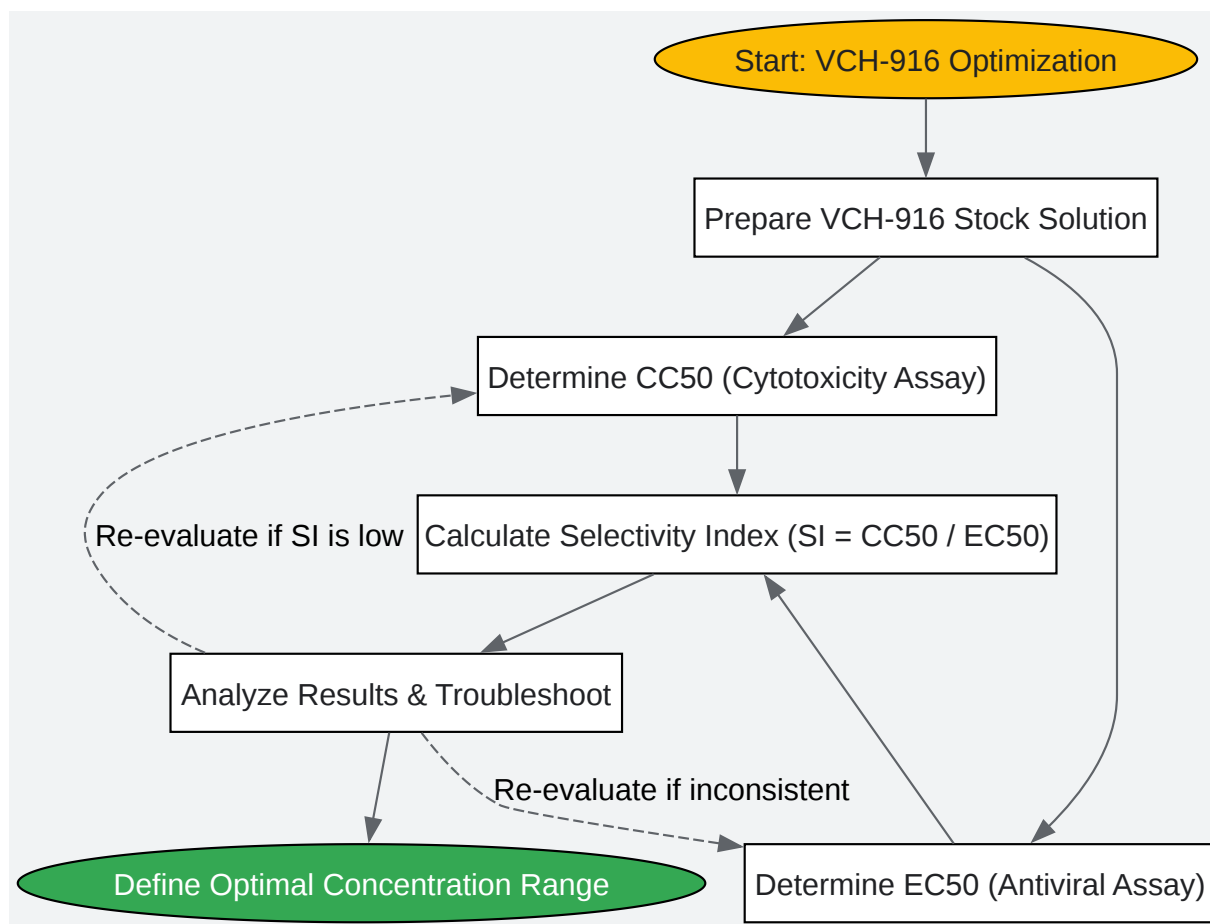 Start: VCH-916 Optimization
Prepare VCH-916 Stock Solution
Determine CC50 (Cytotoxicity Assay)
Re-evaluate if SI is low
Calculate Selectivity Index (SI = CC50 / EC50)
Analyze Results & Troubleshoot
Re-evaluate if inconsistent
Define Optimal Concentration Range
Determine EC50 (Antiviral Assay)